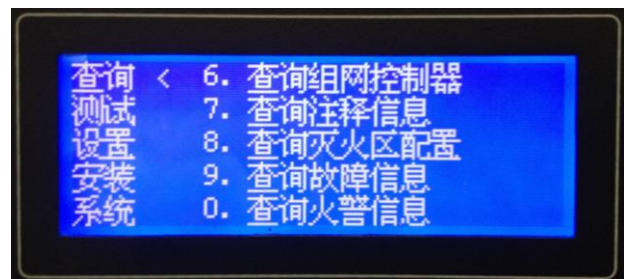 查询 < 6. 查询组网控制器
测试 7. 查询注释信息
设置 8. 查询灭火区配置
安装 9. 查询故障信息
系统 0. 查询火警信息